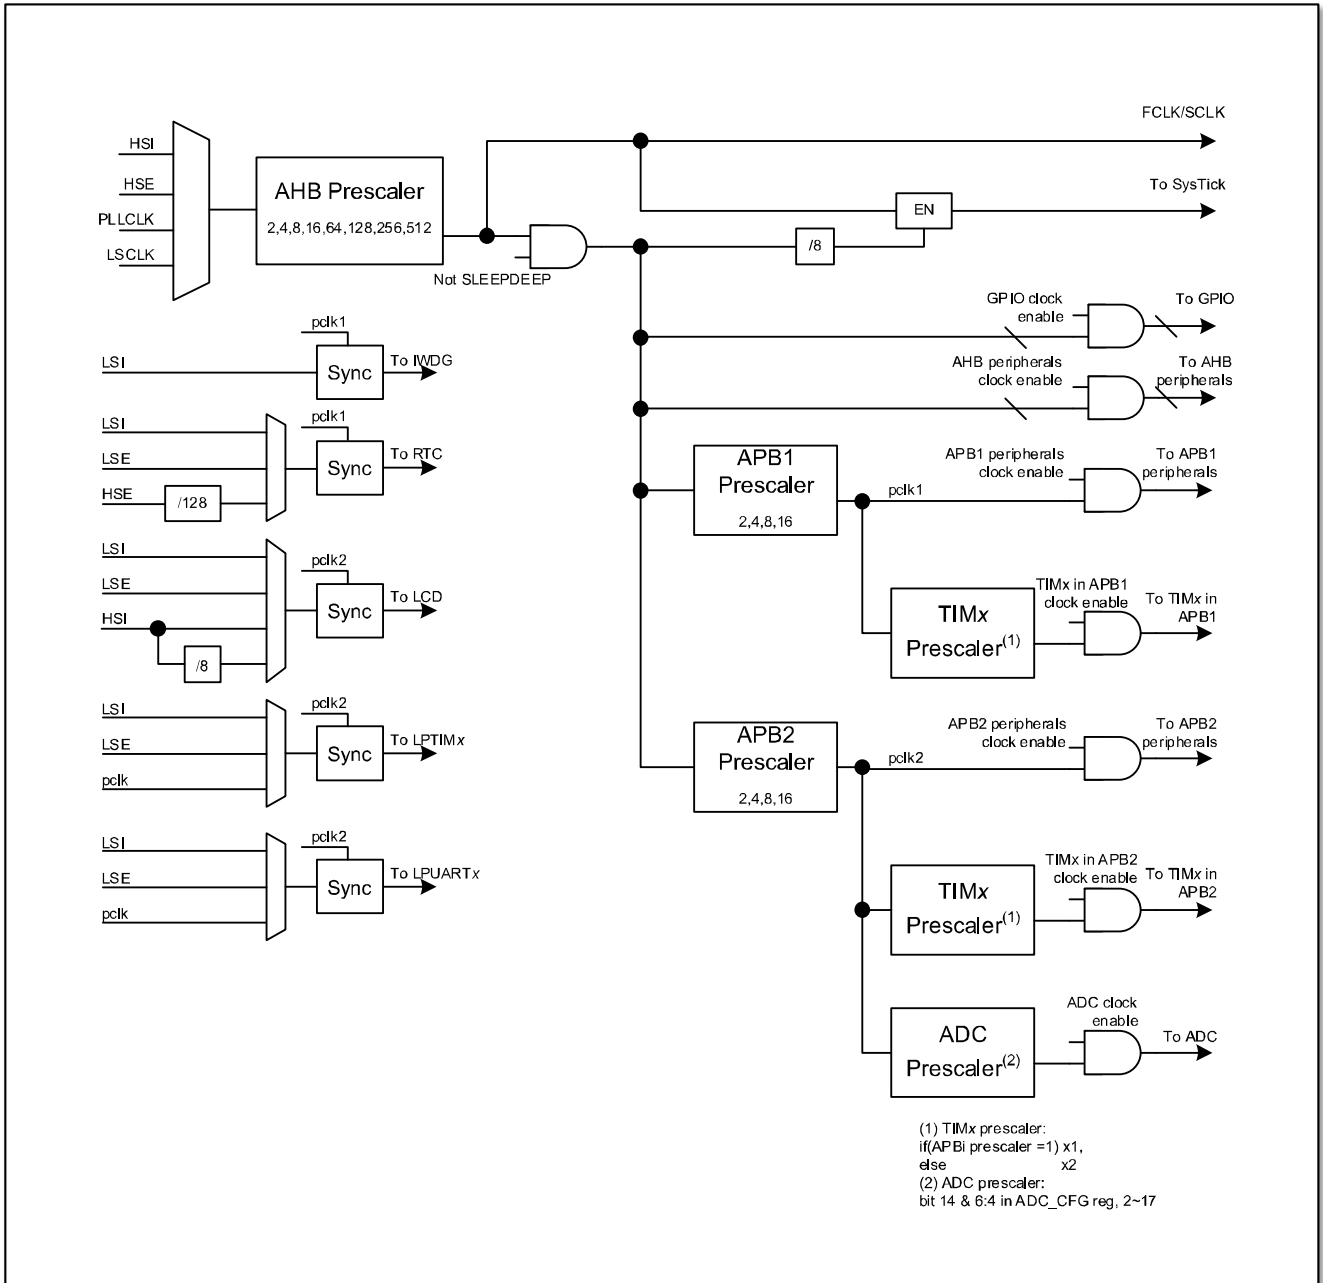 FCLK/SCLK
HSI
HSE
PLLCLK
LSCLK
AHB Prescaler
2,4,8,16,64,128,256,512
Not SLEEPDEEP
To SysTick
EN
/8
GPIO clock
enable
To GPIO
AHB peripherals
clock enable
To AHB
peripherals
pclk1
LSI
Sync
To IWDG
LSI
LSE
HSE
/128
pclk1
Sync
To RTC
APB1
Prescaler
2,4,8,16
pclk1
APB1 peripherals
clock enable
To APB1
peripherals
LSI
LSE
HSI
/8
pclk2
Sync
To LCD
TIMx
Prescaler(1)
TIMx in APB1
clock enable
To TIMx in
APB1
LSI
LSE
pclk
pclk2
Sync
To LPTIMx
APB2
Prescaler
2,4,8,16
pclk2
APB2 peripherals
clock enable
To APB2
peripherals
LSI
LSE
pclk
pclk2
Sync
To LPUARTx
TIMx
Prescaler(1)
TIMx in APB2
clock enable
To TIMx in
APB2
ADC
Prescaler(2)
ADC clock
enable
To ADC
(1) TIMx prescaler:
if(APBi prescaler =1) x1,
else x2
(2) ADC prescaler:
bit 14 & 6:4 in ADC_CFG reg, 2~17